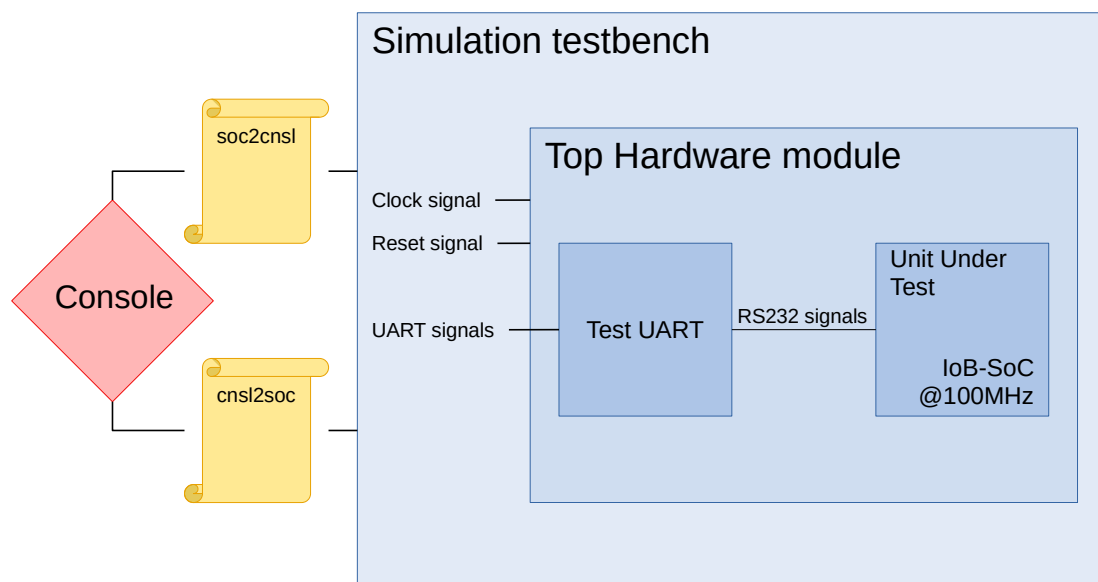 Simulation testbench
soc2cnsl
Top Hardware module
Clock signal
Reset signal
Unit Under
Test
Console
UART signals
Test UART
RS232 signals
IoB-SoC
@100MHz
cnsl2soc